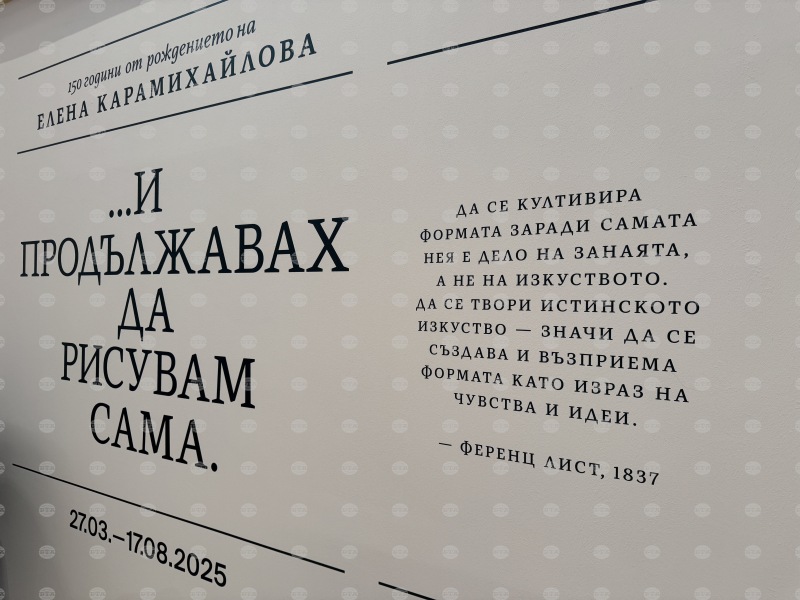 150 години от рождението на
ЕЛЕНА КАРАМИХАЙЛОВА
...И
ПРОДЪЛЖАВАХ
ДА
РИСУВАМ
САМА.
27.03.–17.08.2025
ДА СЕ КУЛТИВИРА
ФОРМАТА ЗАРАДИ САМАТА
НЕЯ Е ДЕЛО НА ЗАНАЯТА,
А НЕ НА ИЗКУСТВОТО.
ДА СЕ ТВОРИ ИСТИНСКОТО
ИЗКУСТВО — ЗНАЧИ ДА СЕ
СЪЗДАВА И ВЪЗПРИЕМА
ФОРМАТА КАТО ИЗРАЗ НА
ЧУВСТВА И ИДЕИ.
— ФЕРЕНЦ ЛИСТ, 1837